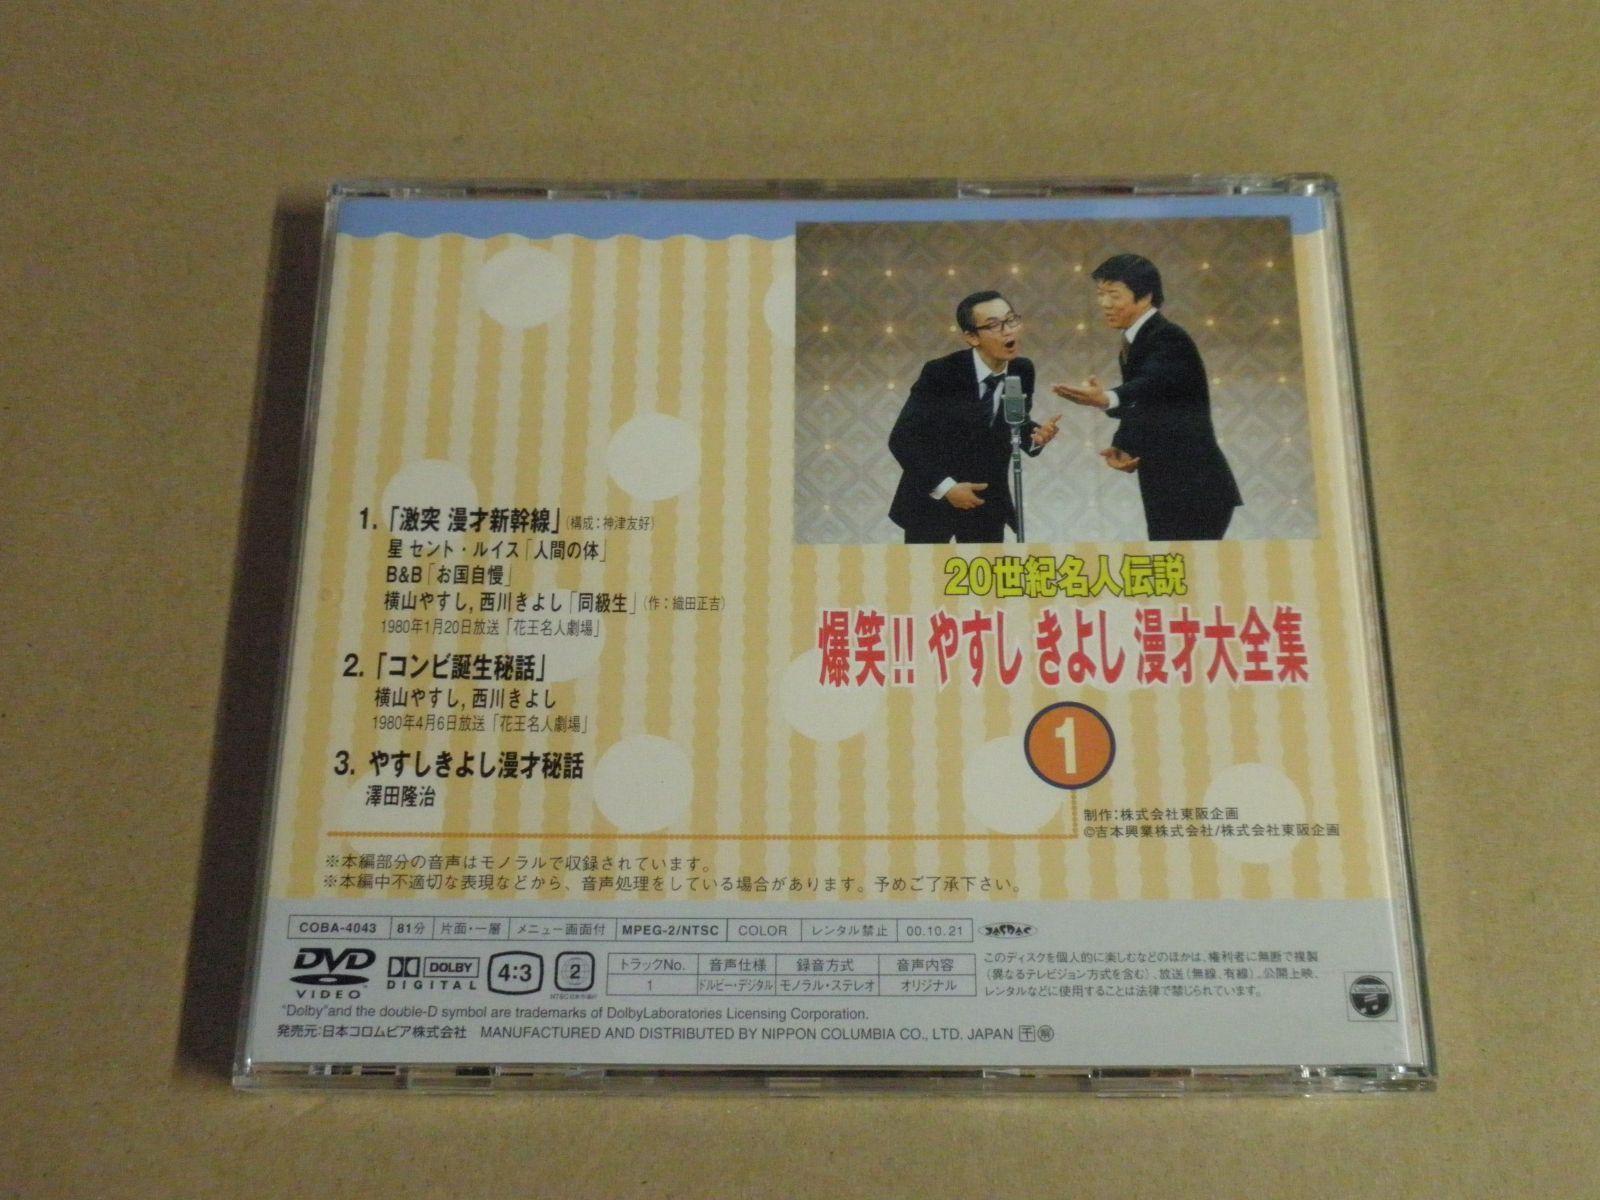 1.「激突 漫才新幹線」(構成：神津友好)
星 セント・ルイス「人間の体」
B&B「お国自慢」
横山やすし, 西川きよし「同級生」(作：織田正吉)
1980年1月20日放送「花王名人劇場」
2.「コンビ誕生秘話」
横山やすし, 西川きよし
1980年4月6日放送「花王名人劇場」
3. やすしきよし漫才秘話
澤田隆治
20世紀名人伝説
爆笑!! やすし きよし 漫才大全集
1
制作：株式会社東阪企画
©吉本興業株式会社/株式会社東阪企画
※本編部分の音声はモノラルで収録されています。
※本編中不適切な表現などから、音声処理をしている場合があります。予めご了承下さい。
COBA-4043 81分 片面・一層 メニュー画面付 MPEG-2/NTSC COLOR レンタル禁止 00.10.21 JASRAC
DVD VIDEO DOLBY DIGITAL 4:3 2
トラックNo. 音声仕様 録音方式 音声内容
1 ドルビー・デジタル モノラル・ステレオ オリジナル
このディスクを個人的に楽しむなどのほかは、権利者に無断で複製
(異なるテレビジョン方式を含む)、放送(無線、有線)、公開上映、
レンタルなどに使用することは法律で禁じられています。
Columbia
"Dolby"and the double-D symbol are trademarks of DolbyLaboratories Licensing Corporation.
発売元：日本コロムビア株式会社 MANUFACTURED AND DISTRIBUTED BY NIPPON COLUMBIA CO., LTD. JAPAN